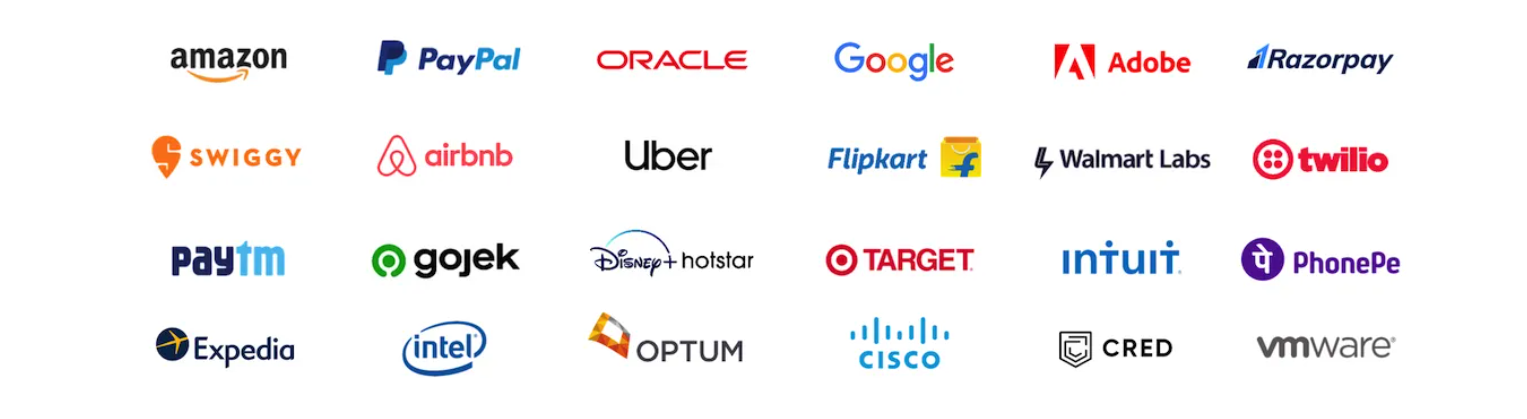 amazon PayPal ORACLE Google Adobe Razorpay
SWIGGY airbnb Uber Flipkart f Walmart Labs twilio
paytm gojek Disney+ hotstar TARGET intuit पे PhonePe
Expedia intel OPTUM CISCO CRED vmware